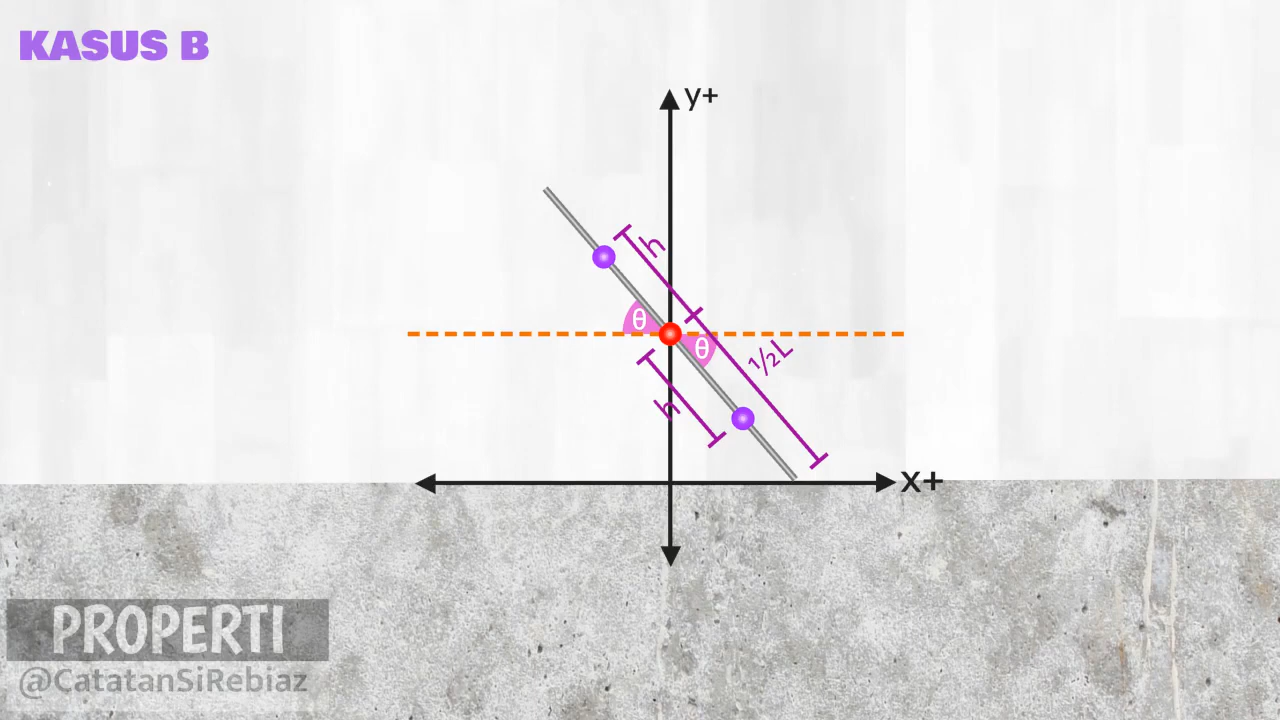 KASUS B
y+
h
θ
θ
½L
h
x+
PROPERTI
@CatatanSiRebiaz